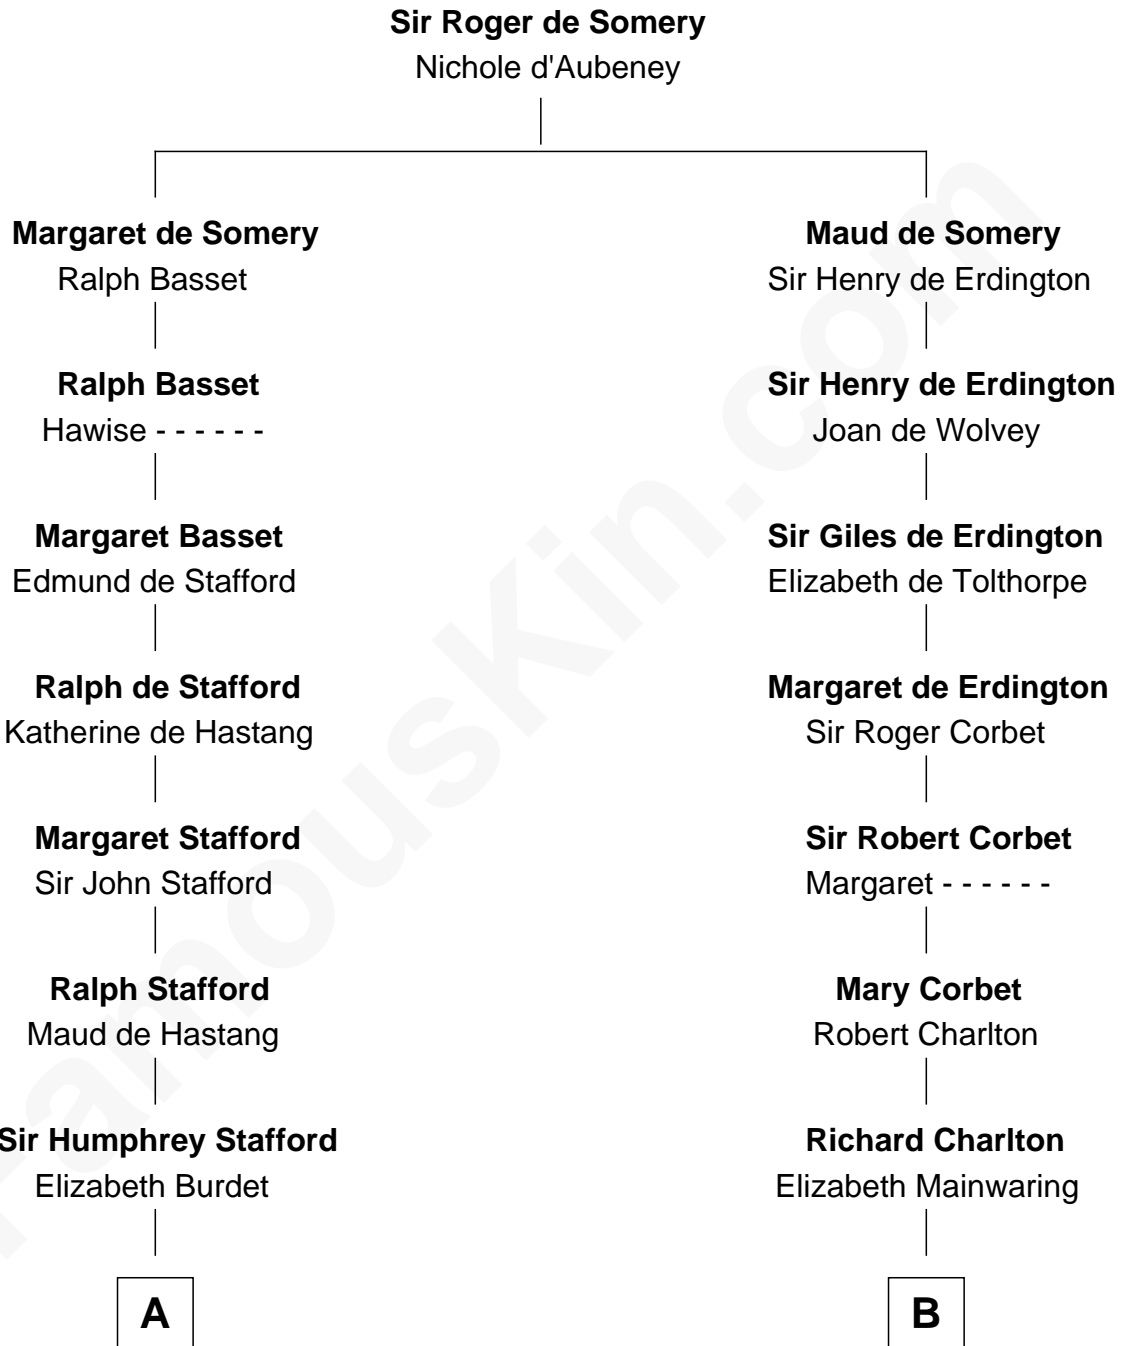 Sir Roger de Somery
Nichole d'Aubeney
Margaret de Somery
Ralph Basset
Maud de Somery
Sir Henry de Erdington
Ralph Basset
Hawise - - - - - -
Sir Henry de Erdington
Joan de Wolvey
Margaret Basset
Edmund de Stafford
Sir Giles de Erdington
Elizabeth de Tolthorpe
Ralph de Stafford
Katherine de Hastang
Margaret de Erdington
Sir Roger Corbet
Margaret Stafford
Sir John Stafford
Sir Robert Corbet
Margaret - - - - - -
Ralph Stafford
Maud de Hastang
Mary Corbet
Robert Charlton
Sir Humphrey Stafford
Elizabeth Burdet
Richard Charlton
Elizabeth Mainwaring
A
B
FamousKin.com